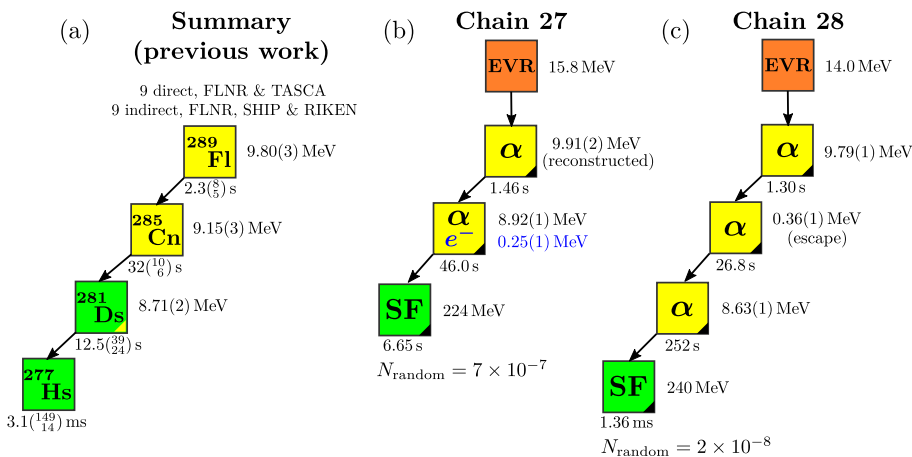 (a) Summary
(previous work)
9 direct, FLNR & TASCA
9 indirect, FLNR, SHIP & RIKEN
289
Fl
9.80(3) MeV
2.3(8 5) s
285
Cn
9.15(3) MeV
32(10 6) s
281
Ds
8.71(2) MeV
12.5(39 24) s
277
Hs
3.1(149 14) ms
(b) Chain 27
EVR 15.8 MeV
α 9.91(2) MeV
(reconstructed)
1.46 s
α 8.92(1) MeV
e⁻ 0.25(1) MeV
46.0 s
SF 224 MeV
6.65 s
N_random = 7 × 10⁻⁷
(c) Chain 28
EVR 14.0 MeV
α 9.79(1) MeV
1.30 s
α 0.36(1) MeV
(escape)
26.8 s
α 8.63(1) MeV
252 s
SF 240 MeV
1.36 ms
N_random = 2 × 10⁻⁸